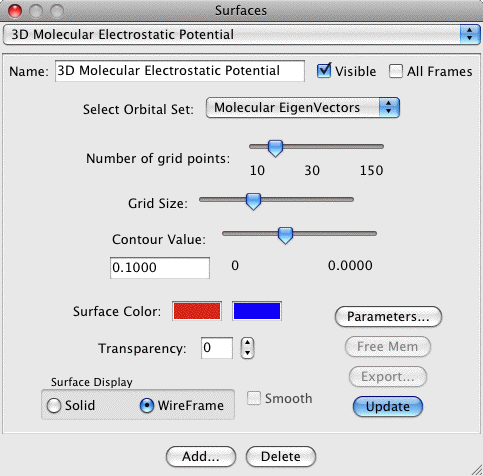 Surfaces
3D Molecular Electrostatic Potential
Name: 3D Molecular Electrostatic Potential Visible All Frames
Select Orbital Set: Molecular EigenVectors
Number of grid points:
10 30 150
Grid Size:
Contour Value:
0.1000 0 0.0000
Surface Color:
Parameters...
Transparency: 0
Free Mem
Export...
Surface Display
Solid WireFrame Smooth
Update
Add... Delete